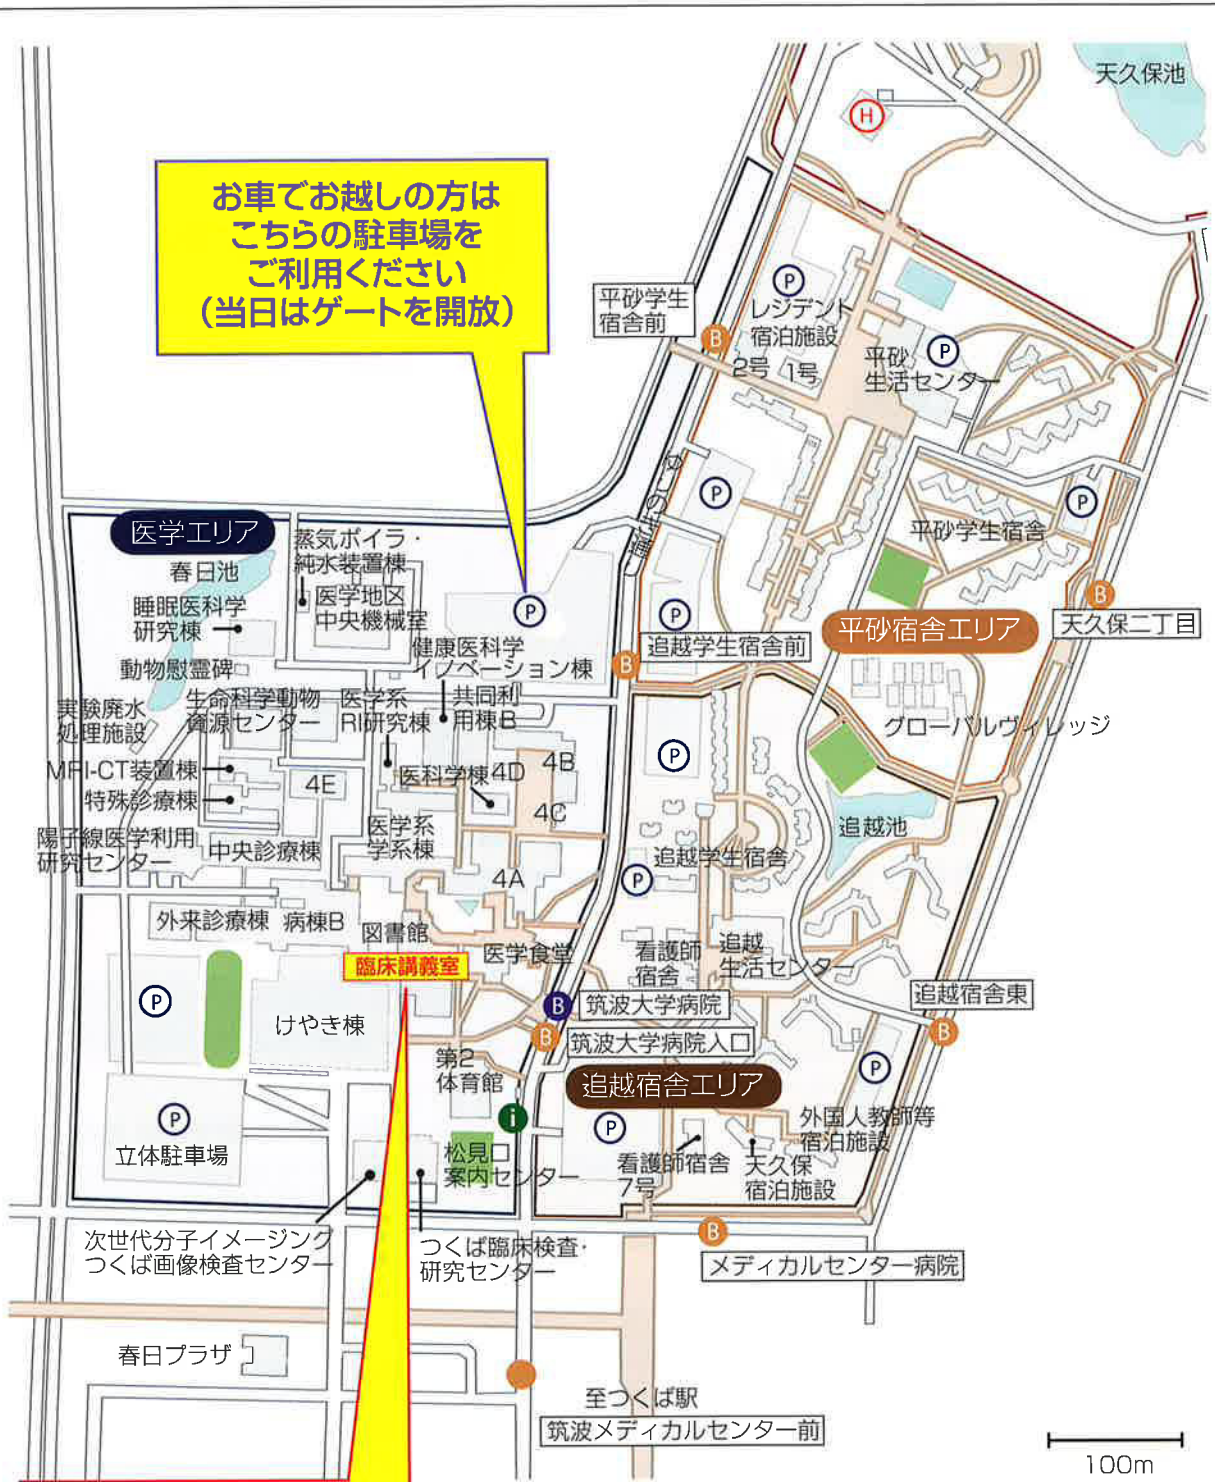 天久保池
H
お車でお越しの方は
こちらの駐車場を
ご利用ください
(当日はゲートを開放)
平砂学生
宿舎前
B
P
レジデント
宿泊施設
2号 1号
平砂
生活センター
P
P
P
医学エリア
春日池
蒸気ボイラ・
純水装置棟
医学地区
中央機械室
睡眠医科学
研究棟
動物慰霊碑
P
健康医科学
イノベーション棟
P
追越学生宿舎前
B
平砂学生宿舎
平砂宿舎エリア
B
天久保二丁目
グローバルヴィレッジ
実験廃水
処理施設
生命科学動物
資源センター
医学系
RI研究棟
共同利
用棟B
MRI-CT装置棟
特殊診療棟
4E
医科学棟
4D
4B
4C
P
陽子線医学利用
研究センター
中央診療棟
医学系
学系棟
4A
追越学生宿舎
追越池
P
外来診療棟
病棟B
図書館
医学食堂
臨床講義室
看護師
宿舎
追越
生活センター
P
けやき棟
B
筑波大学病院
B
筑波大学病院入口
追越宿舎東
B
第2
体育館
追越宿舎エリア
P
i
P
立体駐車場
P
外国人教師等
宿泊施設
松見口
案内センター
看護師宿舎
7号
天久保
宿泊施設
次世代分子イメージング
つくば画像検査センター
つくば臨床検査・
研究センター
B
メディカルセンター病院
春日プラザ
至つくば駅
筑波メディカルセンター前
100m